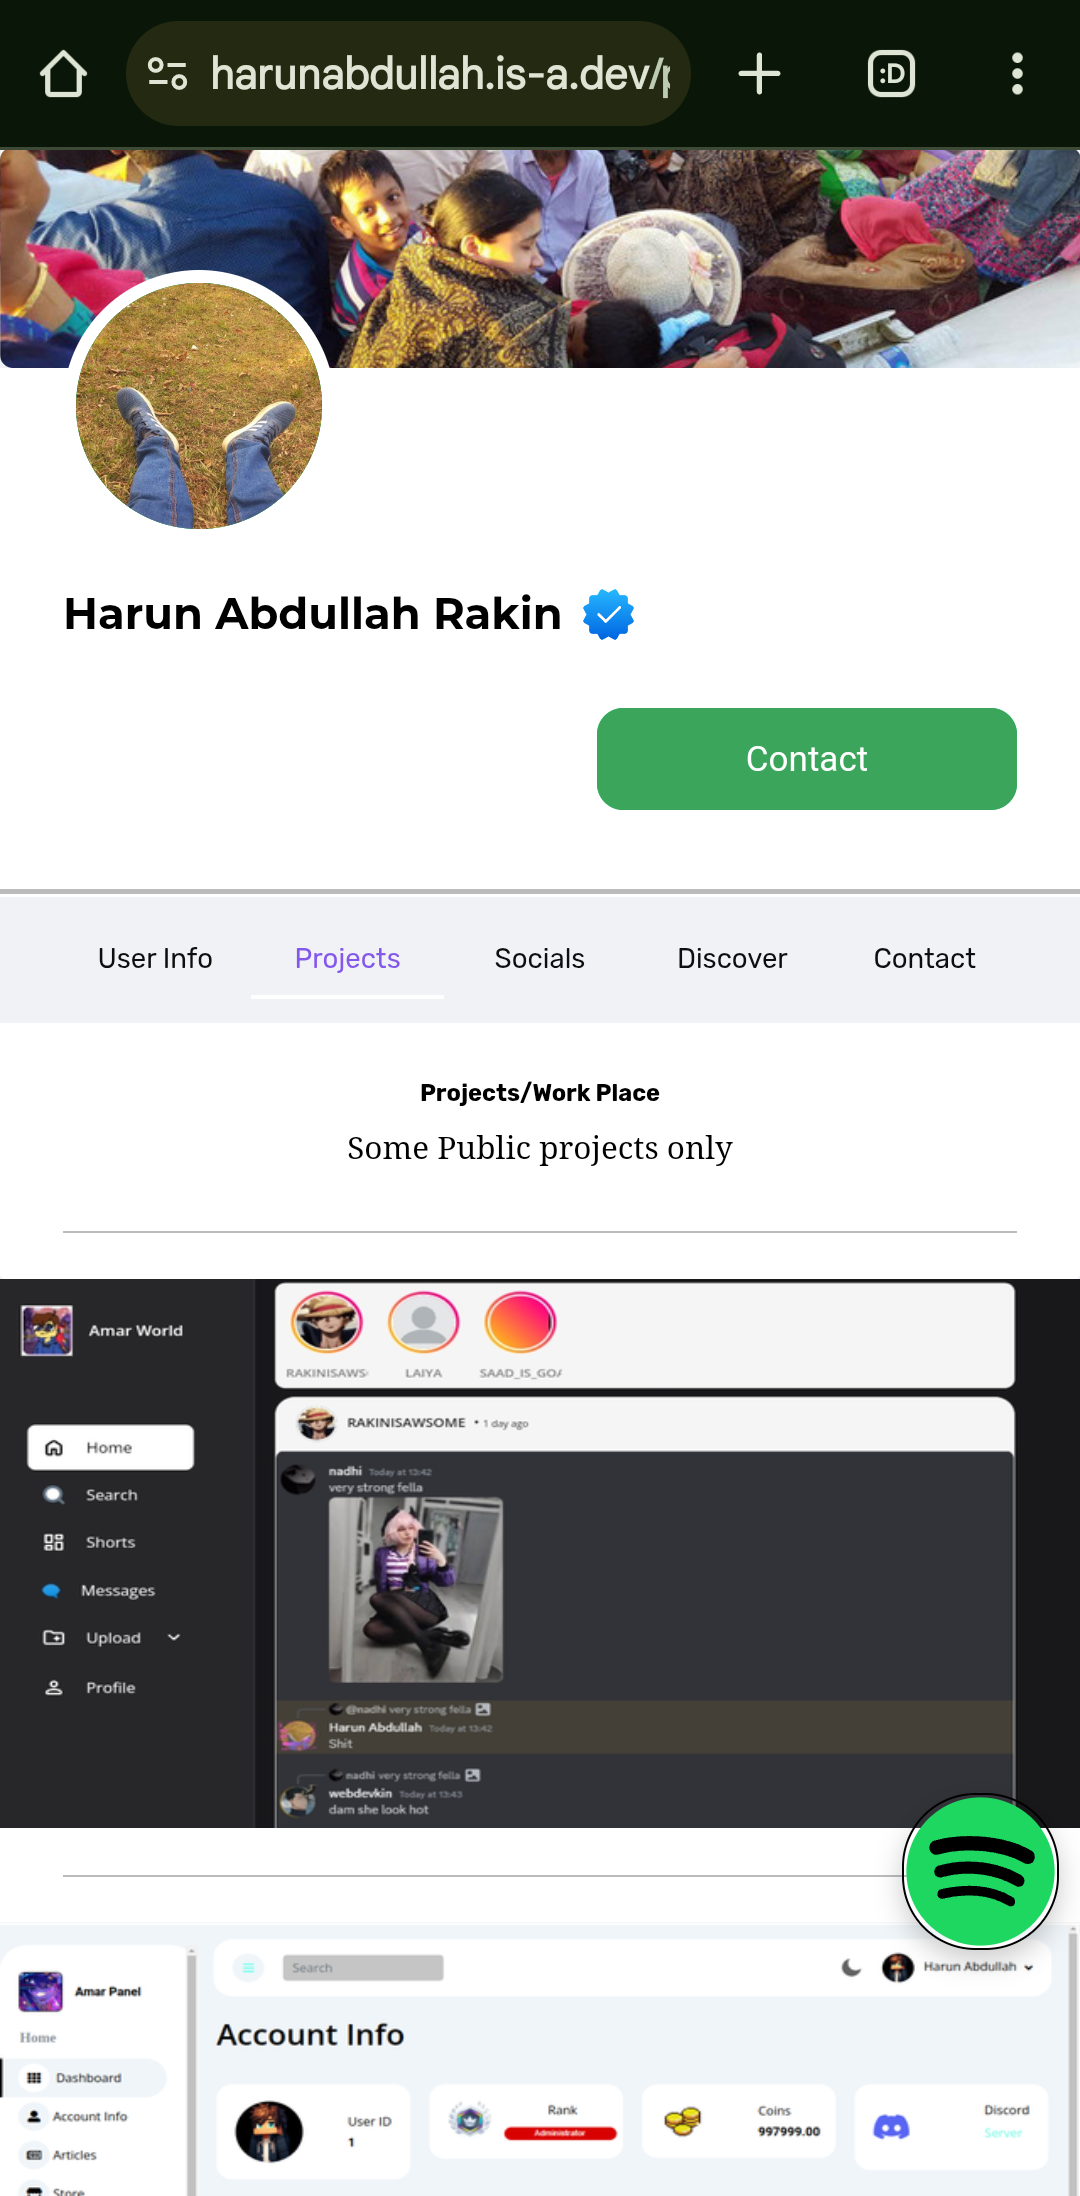 harunabdullah.is-a.dev/p
:D
Harun Abdullah Rakin
Contact
User Info
Projects
Socials
Discover
Contact
Projects/Work Place
Some Public projects only
Amar World
RAKINISAWS
LAIYA
SAAD_IS_GO
RAKINISAWSOME • 1 day ago
Home
Search
Shorts
Messages
Upload
Profile
nadhi Today at 13:42
very strong fella
@nadhi very strong fella
Harun Abdullah Today at 13:42
Shit
nadhi very strong fella
webdevkin Today at 13:43
dam she look hot
Amar Panel
Home
Dashboard
Account Info
Articles
Store
Search
Harun Abdullah
Account Info
User ID
1
Rank
Administrator
Coins
997999.00
Discord
Server